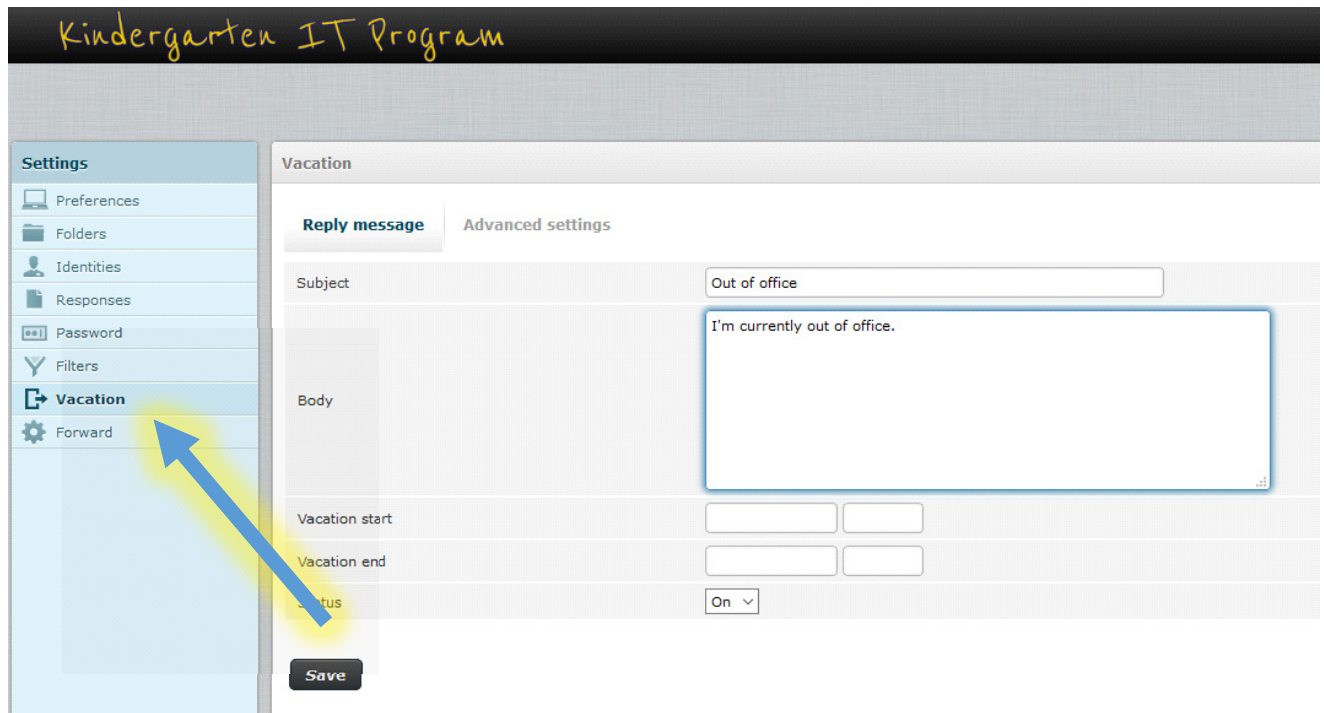 Kindergarten IT Program
Settings
Preferences
Folders
Identities
Responses
Password
Filters
Vacation
Forward
Vacation
Reply message Advanced settings
Subject Out of office
Body I'm currently out of office.
Vacation start
Vacation end
Status On
Save